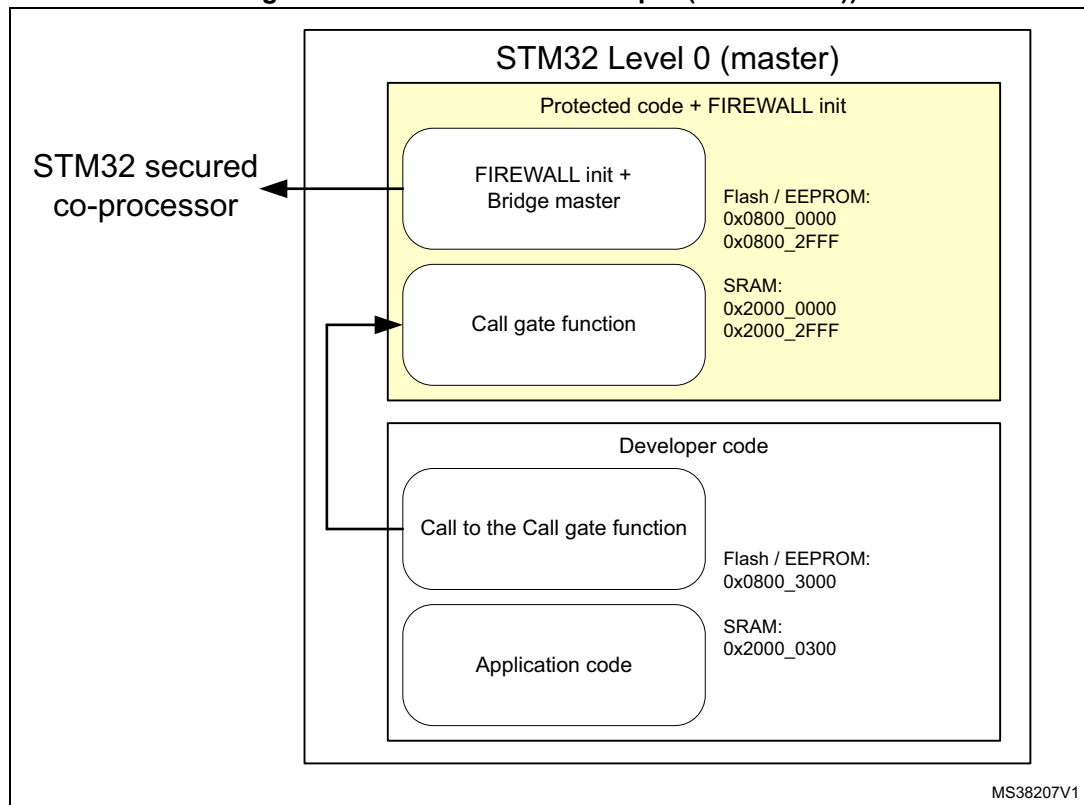 STM32 Level 0 (master)
Protected code + FIREWALL init
STM32 secured
co-processor
FIREWALL init +
Bridge master
Flash / EEPROM:
0x0800_0000
0x0800_2FFF
Call gate function
SRAM:
0x2000_0000
0x2000_2FFF
Developer code
Call to the Call gate function
Flash / EEPROM:
0x0800_3000
Application code
SRAM:
0x2000_0300
MS38207V1